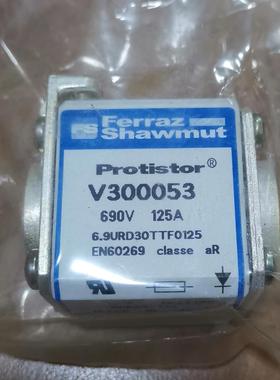 Ferraz
Shawmut
Protistor®
V300053
690V 125A
6.9URD30TTF0125
EN60269 classe aR